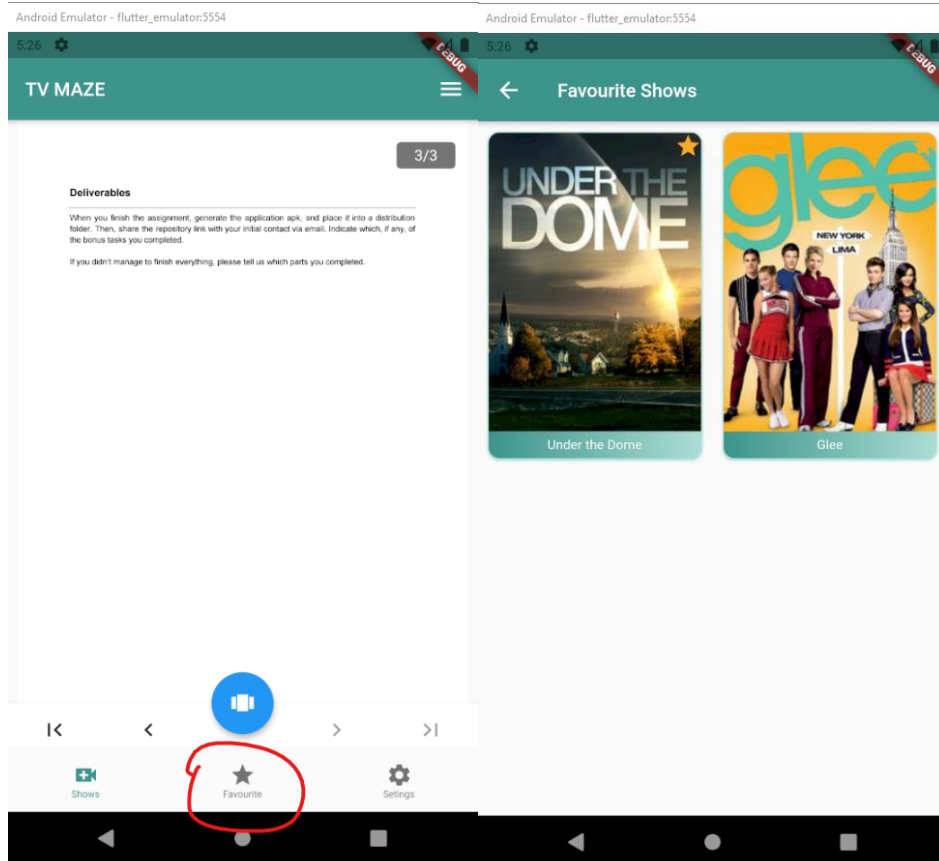 Android Emulator - flutter_emulator:5554
5:26
DEBUG
TV MAZE
3/3
Deliverables
When you finish the assignment, generate the application apk, and place it into a distribution
folder. Then, share the repository link with your initial contact via email. Indicate which, if any, of
the bonus tasks you completed.
If you didn't manage to finish everything, please tell us which parts you completed.
Shows
Favourite
Setings
Android Emulator - flutter_emulator:5554
5:26
DEBUG
Favourite Shows
UNDER THE
DOME
Under the Dome
glee
NEW YORK
LIMA
Glee